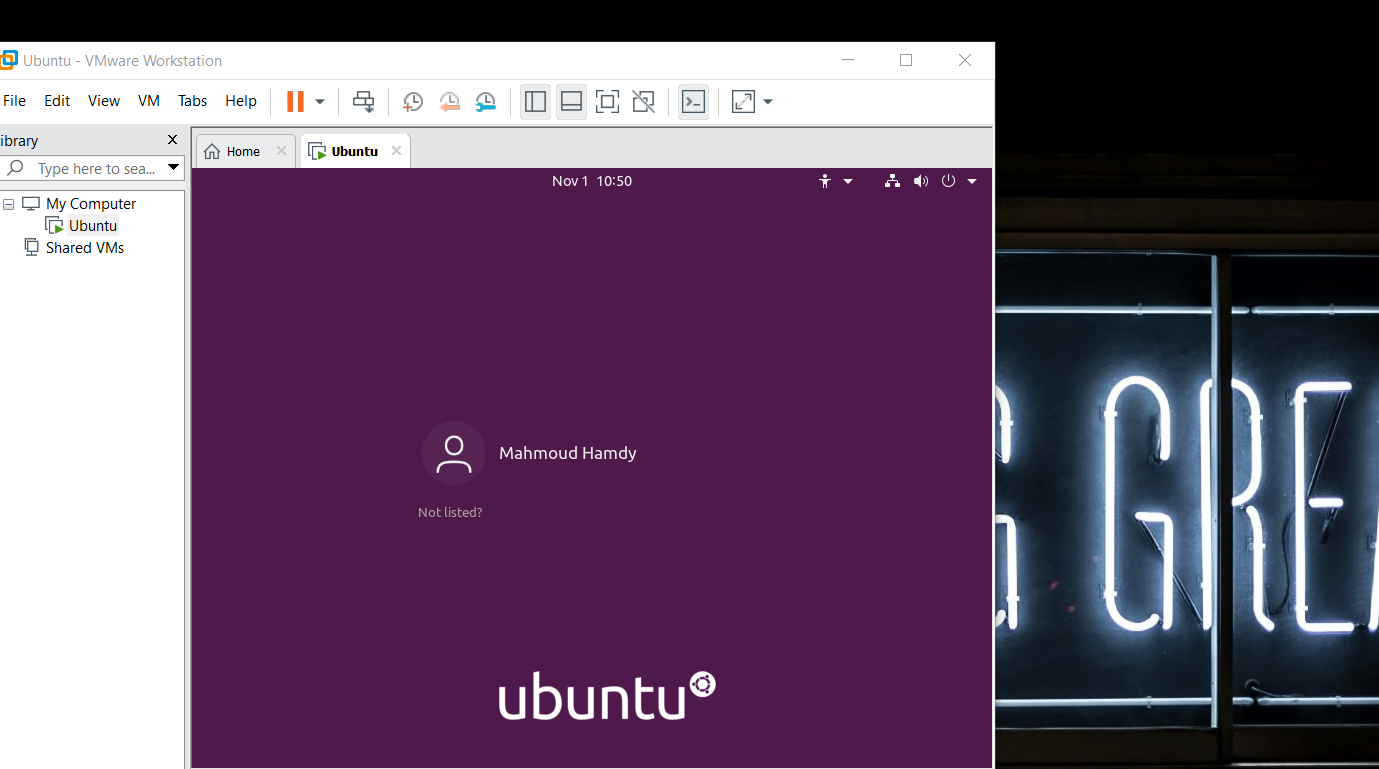 Ubuntu - VMware Workstation
File Edit View VM Tabs Help
ibrary
Type here to sea...
Home
Ubuntu
My Computer
Ubuntu
Shared VMs
Nov 1 10:50
Mahmoud Hamdy
Not listed?
ubuntu
G GREA